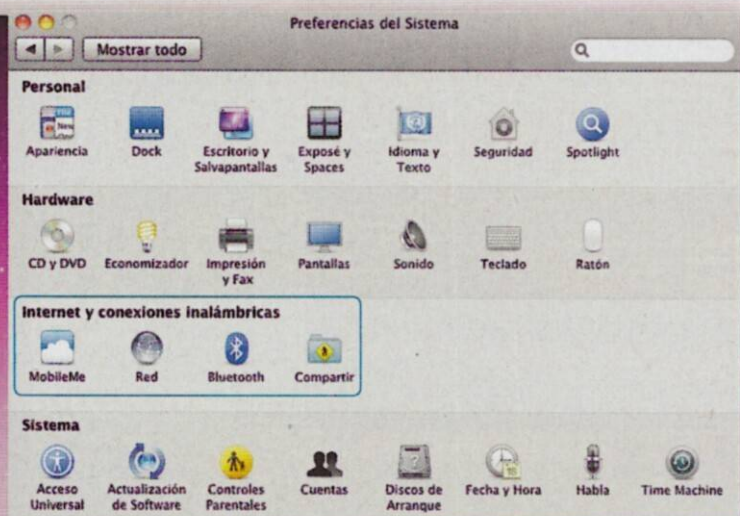 Preferencias del Sistema
Mostrar todo
Personal
Apariencia Dock Escritorio y Salvapantallas Exposé y Spaces Idioma y Texto Seguridad Spotlight
Hardware
CD y DVD Economizador Impresión y Fax Pantallas Sonido Teclado Ratón
Internet y conexiones inalámbricas
MobileMe Red Bluetooth Compartir
Sistema
Acceso Universal Actualización de Software Controles Parentales Cuentas Discos de Arranque Fecha y Hora Habla Time Machine